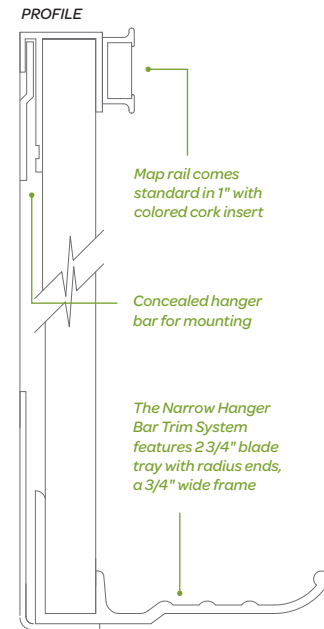 PROFILE
Map rail comes
standard in 1" with
colored cork insert
Concealed hanger
bar for mounting
The Narrow Hanger
Bar Trim System
features 2 3/4" blade
tray with radius ends,
a 3/4" wide frame